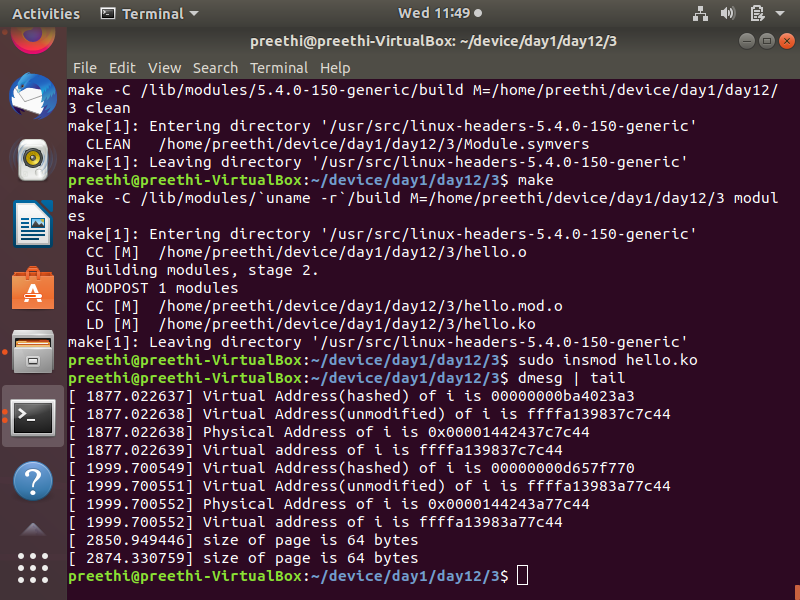 Activities
Terminal
Wed 11:49
preethi@preethi-VirtualBox: ~/device/day1/day12/3
File Edit View Search Terminal Help
make -C /lib/modules/5.4.0-150-generic/build M=/home/preethi/device/day1/day12/
3 clean
make[1]: Entering directory '/usr/src/linux-headers-5.4.0-150-generic'
  CLEAN   /home/preethi/device/day1/day12/3/Module.symvers
make[1]: Leaving directory '/usr/src/linux-headers-5.4.0-150-generic'
preethi@preethi-VirtualBox:~/device/day1/day12/3$ make
make -C /lib/modules/`uname -r`/build M=/home/preethi/device/day1/day12/3 modul
es
make[1]: Entering directory '/usr/src/linux-headers-5.4.0-150-generic'
  CC [M]  /home/preethi/device/day1/day12/3/hello.o
  Building modules, stage 2.
  MODPOST 1 modules
  CC [M]  /home/preethi/device/day1/day12/3/hello.mod.o
  LD [M]  /home/preethi/device/day1/day12/3/hello.ko
make[1]: Leaving directory '/usr/src/linux-headers-5.4.0-150-generic'
preethi@preethi-VirtualBox:~/device/day1/day12/3$ sudo insmod hello.ko
preethi@preethi-VirtualBox:~/device/day1/day12/3$ dmesg | tail
[ 1877.022637] Virtual Address(hashed) of i is 00000000ba4023a3
[ 1877.022638] Virtual Address(unmodified) of i is ffffa139837c7c44
[ 1877.022638] Physical Address of i is 0x00001442437c7c44
[ 1877.022639] Virtual address of i is ffffa139837c7c44
[ 1999.700549] Virtual Address(hashed) of i is 00000000d657f770
[ 1999.700551] Virtual Address(unmodified) of i is ffffa13983a77c44
[ 1999.700552] Physical Address of i is 0x0000144243a77c44
[ 1999.700552] Virtual address of i is ffffa13983a77c44
[ 2850.949446] size of page is 64 bytes
[ 2874.330759] size of page is 64 bytes
preethi@preethi-VirtualBox:~/device/day1/day12/3$